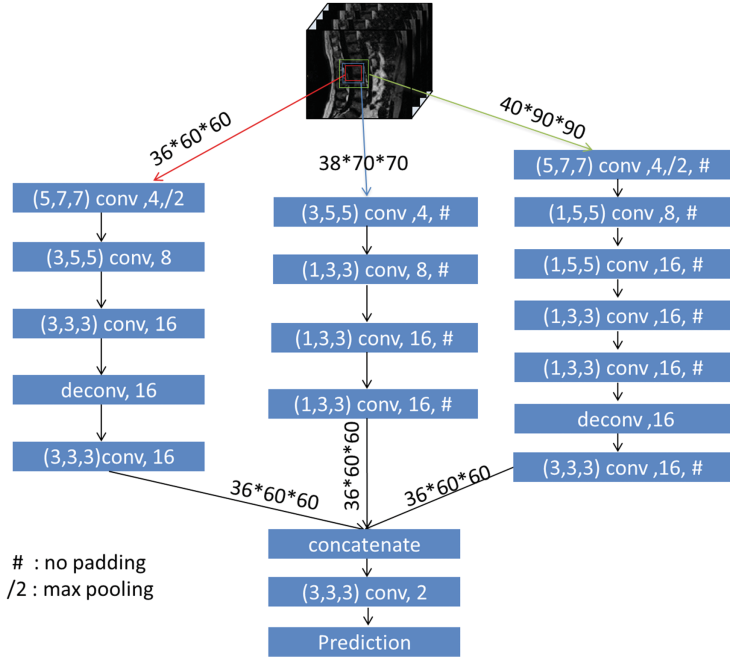 36*60*60
38*70*70
40*90*90
(5,7,7) conv ,4,/2
(3,5,5) conv, 8
(3,3,3) conv, 16
deconv, 16
(3,3,3)conv, 16
(3,5,5) conv ,4, #
(1,3,3) conv, 8, #
(1,3,3) conv, 16, #
(1,3,3) conv, 16, #
(5,7,7) conv ,4,/2, #
(1,5,5) conv ,8, #
(1,5,5) conv ,16, #
(1,3,3) conv ,16, #
(1,3,3) conv ,16, #
deconv ,16
(3,3,3) conv ,16, #
36*60*60
36*60*60
36*60*60
concatenate
(3,3,3) conv, 2
Prediction
# : no padding
/2 : max pooling